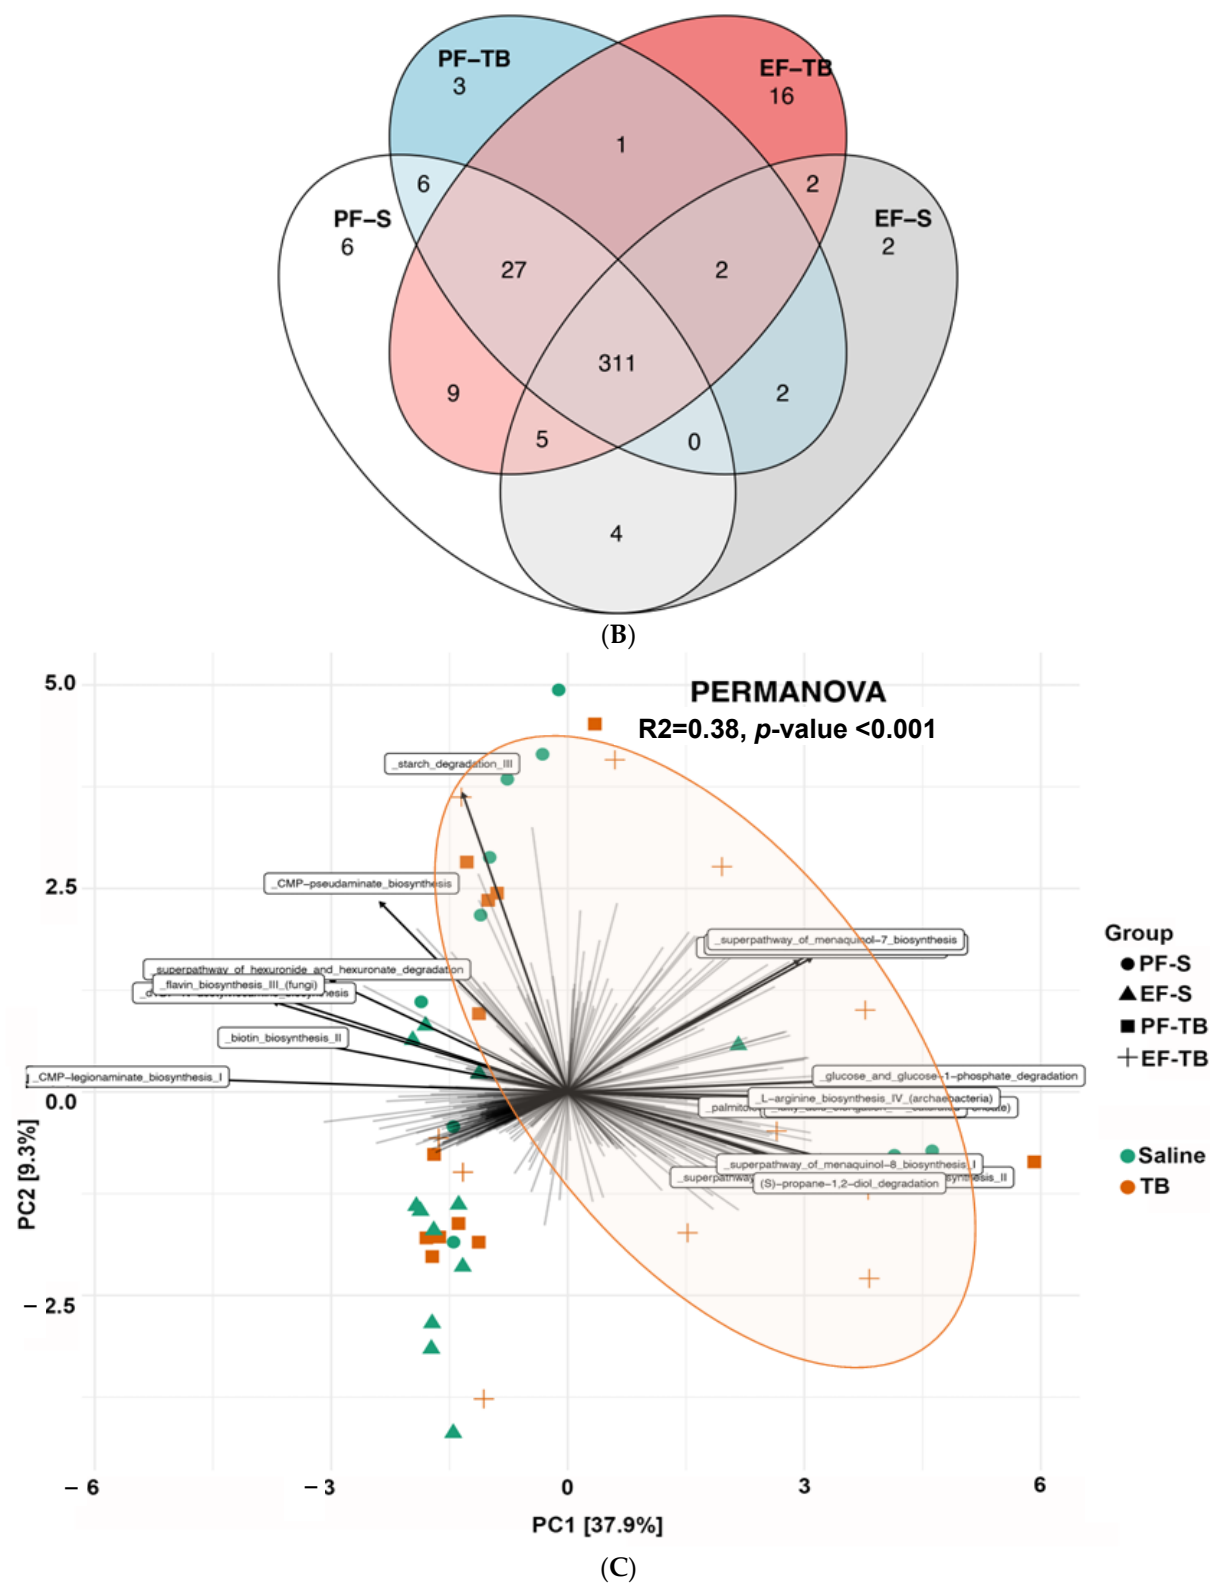 PF–TB
3
EF–TB
16
1
6
2
PF–S
6
EF–S
2
27
2
311
9
2
5
0
4
(B)
5.0
PERMANOVA
R2=0.38, p-value <0.001
_starch_degradation_III
2.5
_CMP–pseudaminate_biosynthesis
_superpathway_of_menaquinol–7_biosynthesis
Group
PF-S
_superpathway_of_hexuronide_and_hexuronate_degradation
_flavin_biosynthesis_III_(fungi)
EF-S
PF-TB
_biotin_biosynthesis_II
EF-TB
_CMP–legionaminate_biosynthesis_I
_glucose_and_glucose–1–phosphate_degradation
0.0
_L–arginine_biosynthesis_IV_(archaebacteria)
Saline
_superpathway_of_menaquinol–8_biosynthesis_I
(S)–propane–1,2–diol_degradation
TB
PC2 [9.3%]
– 2.5
– 6
– 3
0
3
6
PC1 [37.9%]
(C)